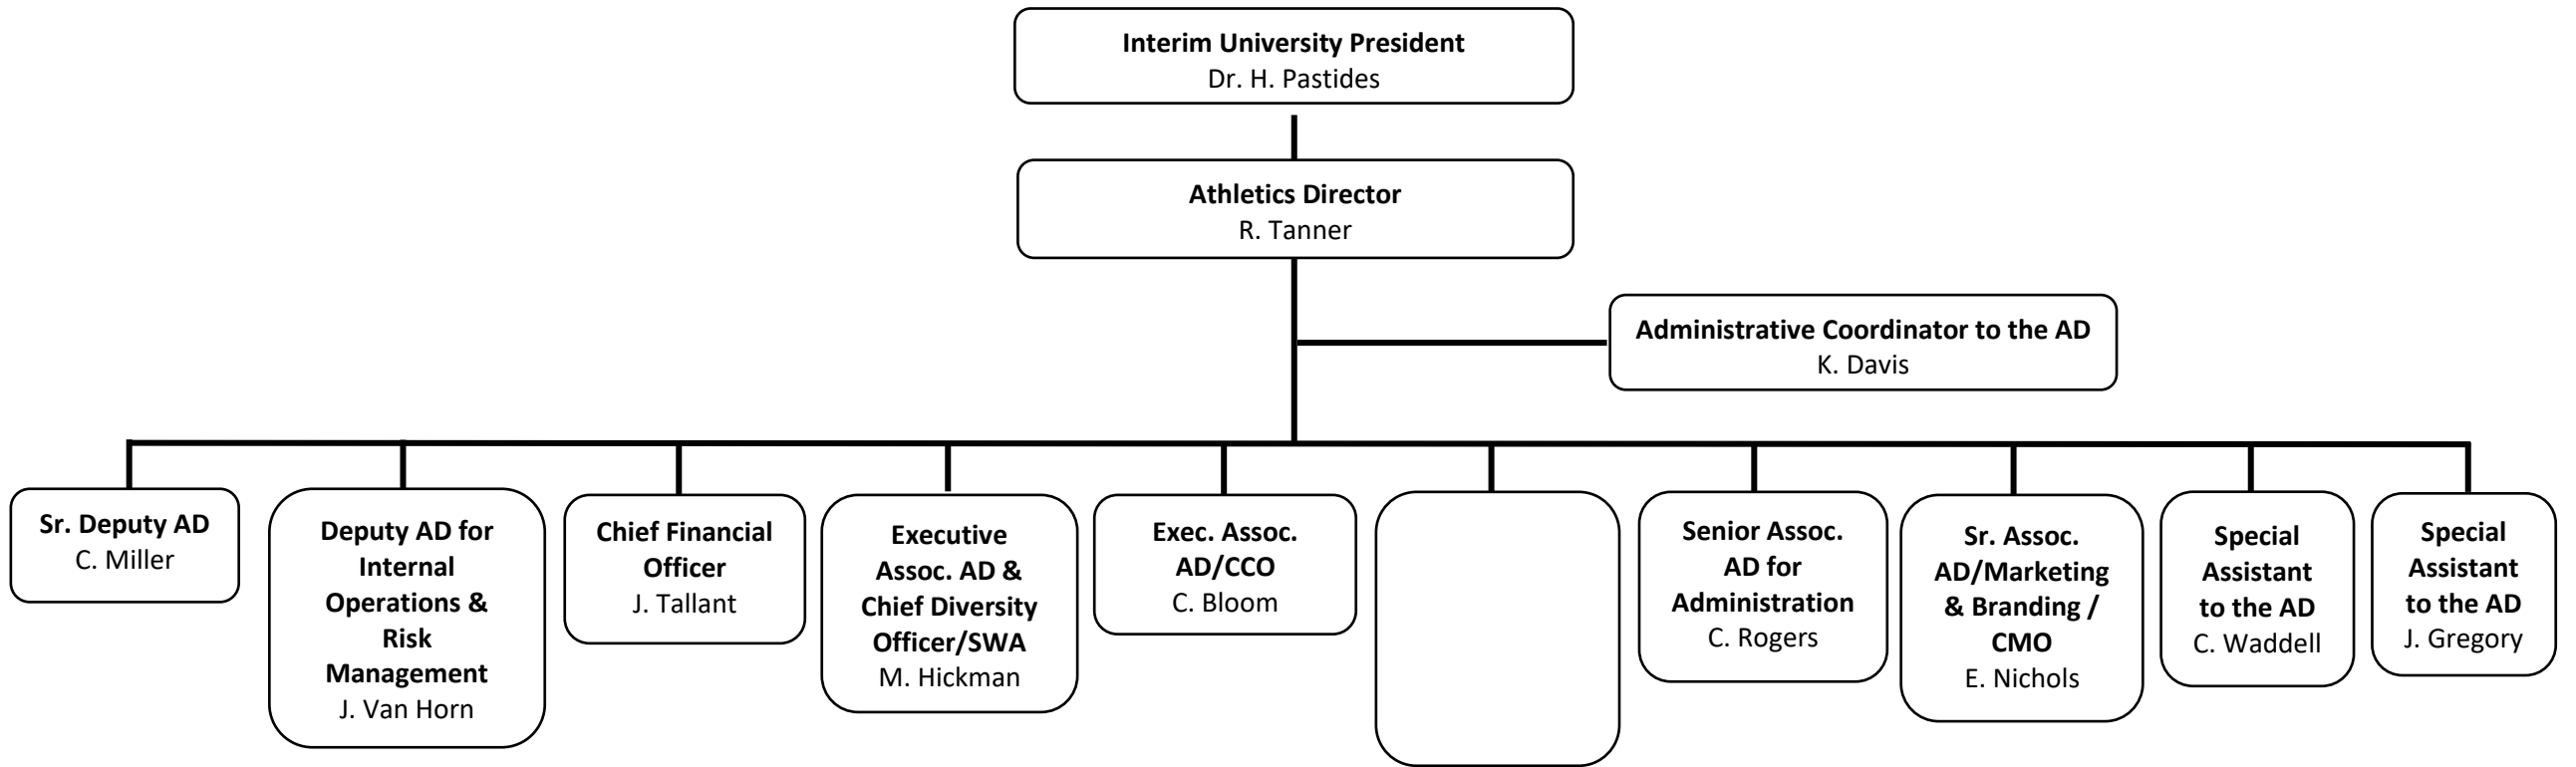 Interim University President
Dr. H. Pastides
Athletics Director
R. Tanner
Administrative Coordinator to the AD
K. Davis
Sr. Deputy AD
C. Miller
Deputy AD for
Internal
Operations &
Risk
Management
J. Van Horn
Chief Financial
Officer
J. Tallant
Executive
Assoc. AD &
Chief Diversity
Officer/SWA
M. Hickman
Exec. Assoc.
AD/CCO
C. Bloom
Senior Assoc.
AD for
Administration
C. Rogers
Sr. Assoc.
AD/Marketing
& Branding /
CMO
E. Nichols
Special
Assistant
to the AD
C. Waddell
Special
Assistant
to the AD
J. Gregory